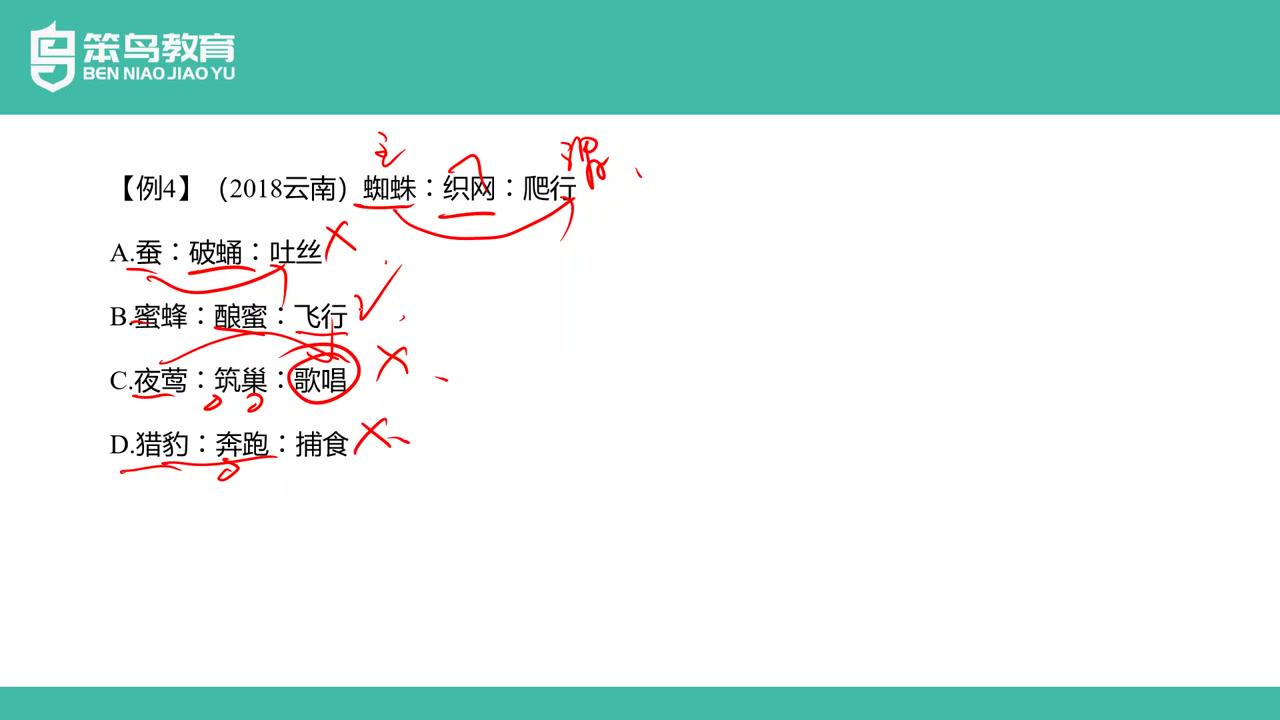 笨鸟教育
BEN NIAO JIAO YU
主
谓
【例4】（2018云南）蜘蛛：织网：爬行
A.蚕：破蛹：吐丝
B.蜜蜂：酿蜜：飞行
C.夜莺：筑巢：歌唱
D.猎豹：奔跑：捕食